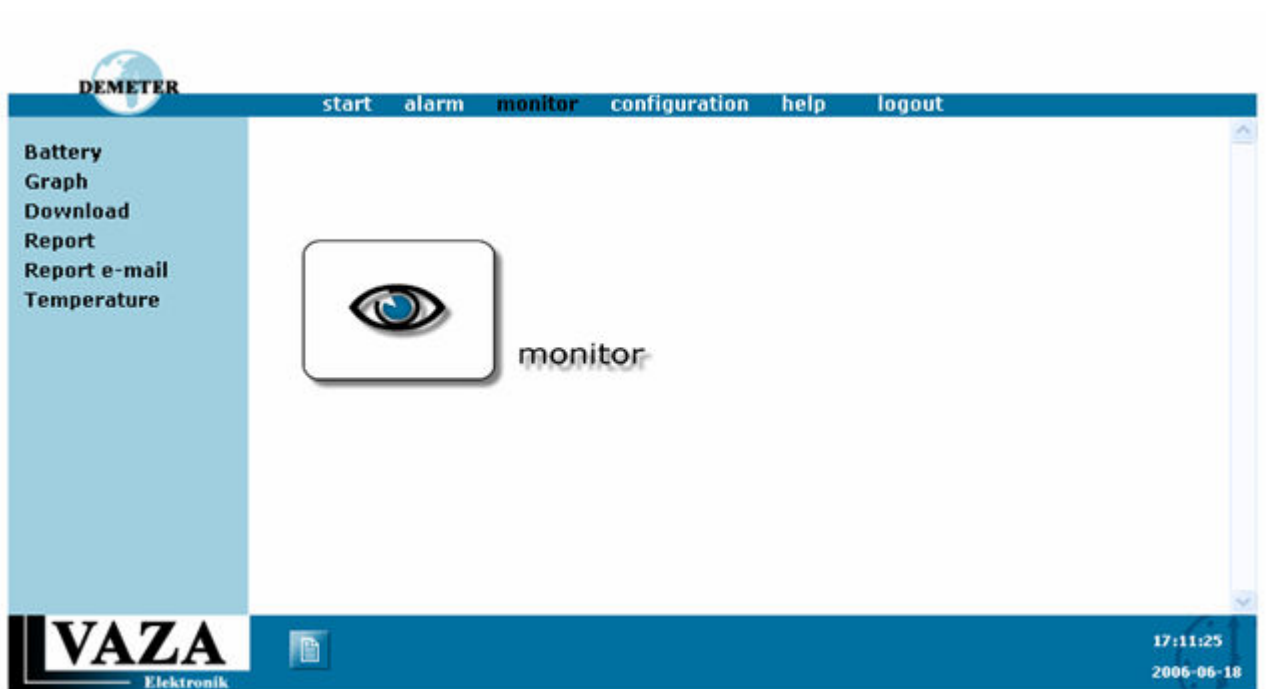 DEMETER
start alarm monitor configuration help logout
Battery
Graph
Download
Report
Report e-mail
Temperature
monitor
VAZA
Elektronik
17:11:25
2006-06-18